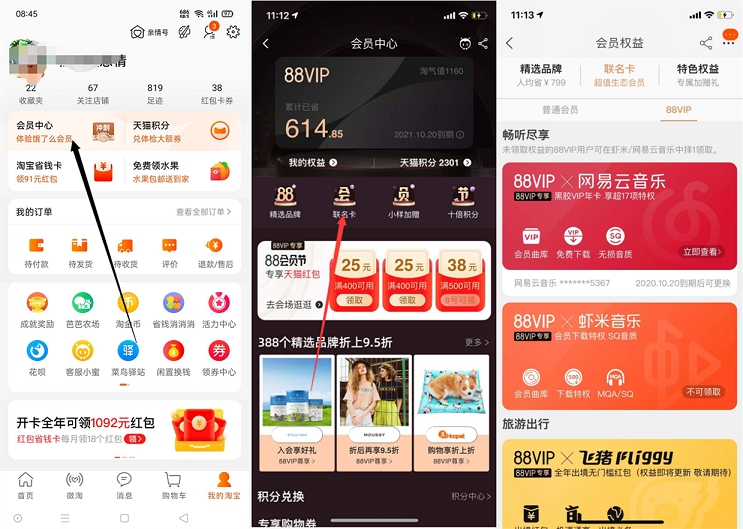 08:45
亲情号
3
22
67
819
38
收藏夹
关注店铺
足迹
红包卡券
会员中心
体验饿了么会员
冲刺
天猫积分
兑体检大额券
淘宝省钱卡
领91元红包
免费领水果
水果包邮送到家
我的订单
查看全部订单
待付款
待发货
待收货
评价
退款/售后
成就奖励
芭芭农场
淘金币
省钱消消消
活力中心
花呗
客服小蜜
菜鸟驿站
闲置换钱
领券中心
开卡全年可领1092元红包
红包省钱卡每月领18个红包 领
首页
微淘
消息
购物车
我的淘宝
11:12
会员中心
88VIP
淘气值1160
累计已省
614.85
2021.10.20到期
我的权益
天猫积分 2301
精选品牌
联名卡
小样加赠
十倍积分
88VIP专享
88会员节
专享天猫红包
去会场逛逛
25元
满400可用
领取
25元
满400可用
领取
38元
满500可用
8号可领
388个精选品牌折上9.5折
更多
入会享好礼
88VIP尊享
MOUSSY
折后再享9.5折
88VIP尊享
Hoopet
购物享折上折
88VIP尊享
积分兑换
积分中心
专享购物券
11:13
会员权益
精选品牌
人均省￥799
联名卡
超值生态会员
特色权益
专属加赠礼
普通会员
88VIP
畅听尽享
未领取权益的88VIP用户可在虾米/网易云音乐中择1领取。
88VIP × 网易云音乐
88VIP专享 黑胶VIP年卡 享超17项特权
VIP
VIP
SQ
会员曲库
免费下载
无损音质
立即查看
网易云音乐 *******5367
2020.10.20到期后可更换
88VIP × 虾米音乐
88VIP专享 会员下载特权 SQ音质
500
MQA
会员曲库
下载特权
MQA/SQ
不可领取
旅游出行
88VIP × 飞猪 Fliggy
88VIP专享 全年出境无门槛红包（权益即将更新 敬请期待）